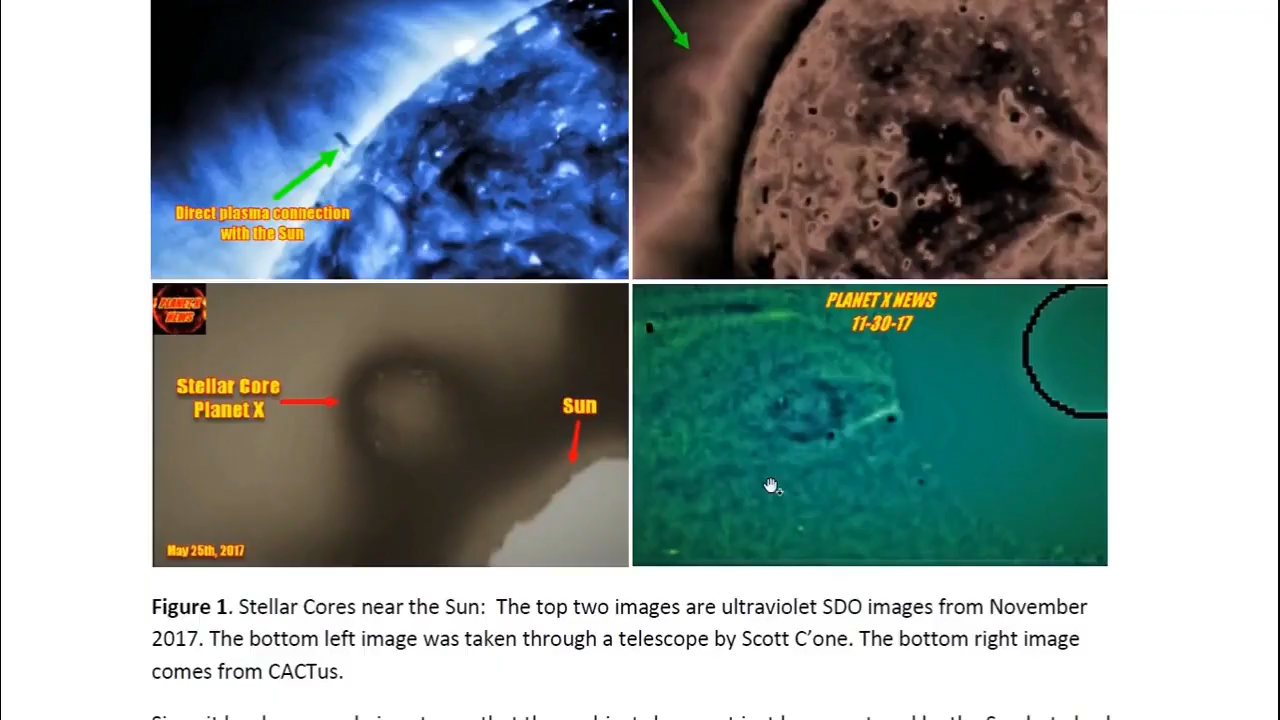 Direct plasma connection
with the Sun
PLANET X
NEWS
Stellar Core
Planet X
Sun
May 25th, 2017
PLANET X NEWS
11-30-17
Figure 1. Stellar Cores near the Sun:  The top two images are ultraviolet SDO images from November
2017. The bottom left image was taken through a telescope by Scott C’one. The bottom right image
comes from CACTus.